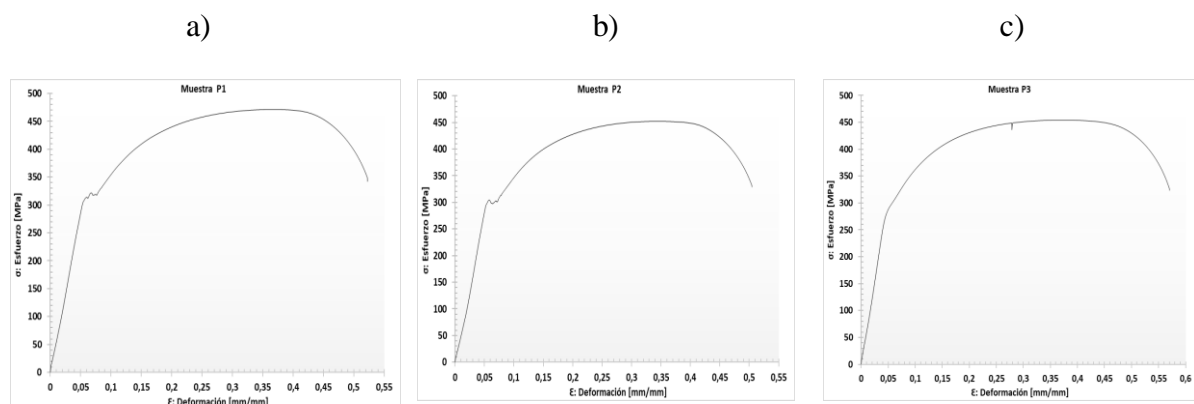 a)
b)
c)
Muestra P1
500
450
400
350
300
250
200
150
100
50
0
σ: Esfuerzo [MPa]
0 0,05 0,1 0,15 0,2 0,25 0,3 0,35 0,4 0,45 0,5 0,55
Ɛ: Deformación [mm/mm]
Muestra P2
500
450
400
350
300
250
200
150
100
50
0
σ: Esfuerzo [MPa]
0 0,05 0,1 0,15 0,2 0,25 0,3 0,35 0,4 0,45 0,5 0,55
Ɛ: Deformación [mm/mm]
Muestra P3
500
450
400
350
300
250
200
150
100
50
0
σ: Esfuerzo [MPa]
0 0,05 0,1 0,15 0,2 0,25 0,3 0,35 0,4 0,45 0,5 0,55 0,6
Ɛ: Deformación [mm/mm]